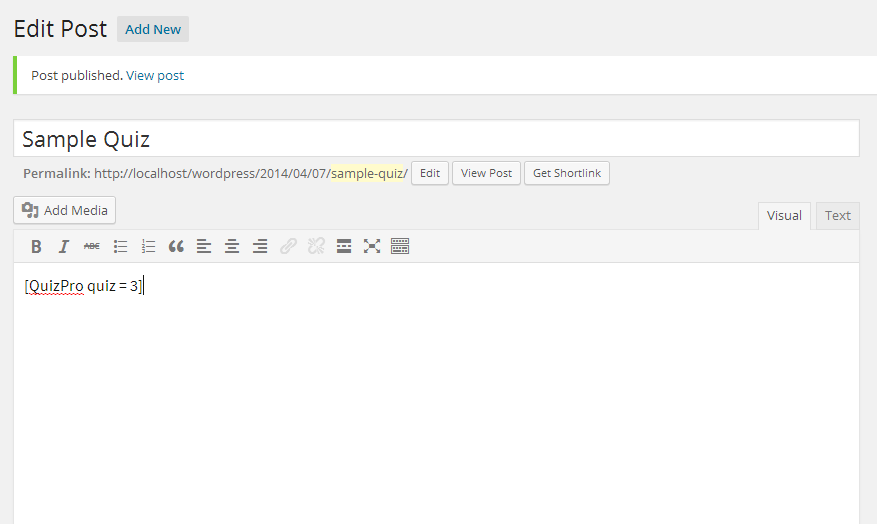 Edit Post Add New
Post published. View post
Sample Quiz
Permalink: http://localhost/wordpress/2014/04/07/sample-quiz/ Edit View Post Get Shortlink
Add Media Visual Text
B I ABC
[QuizPro quiz = 3]